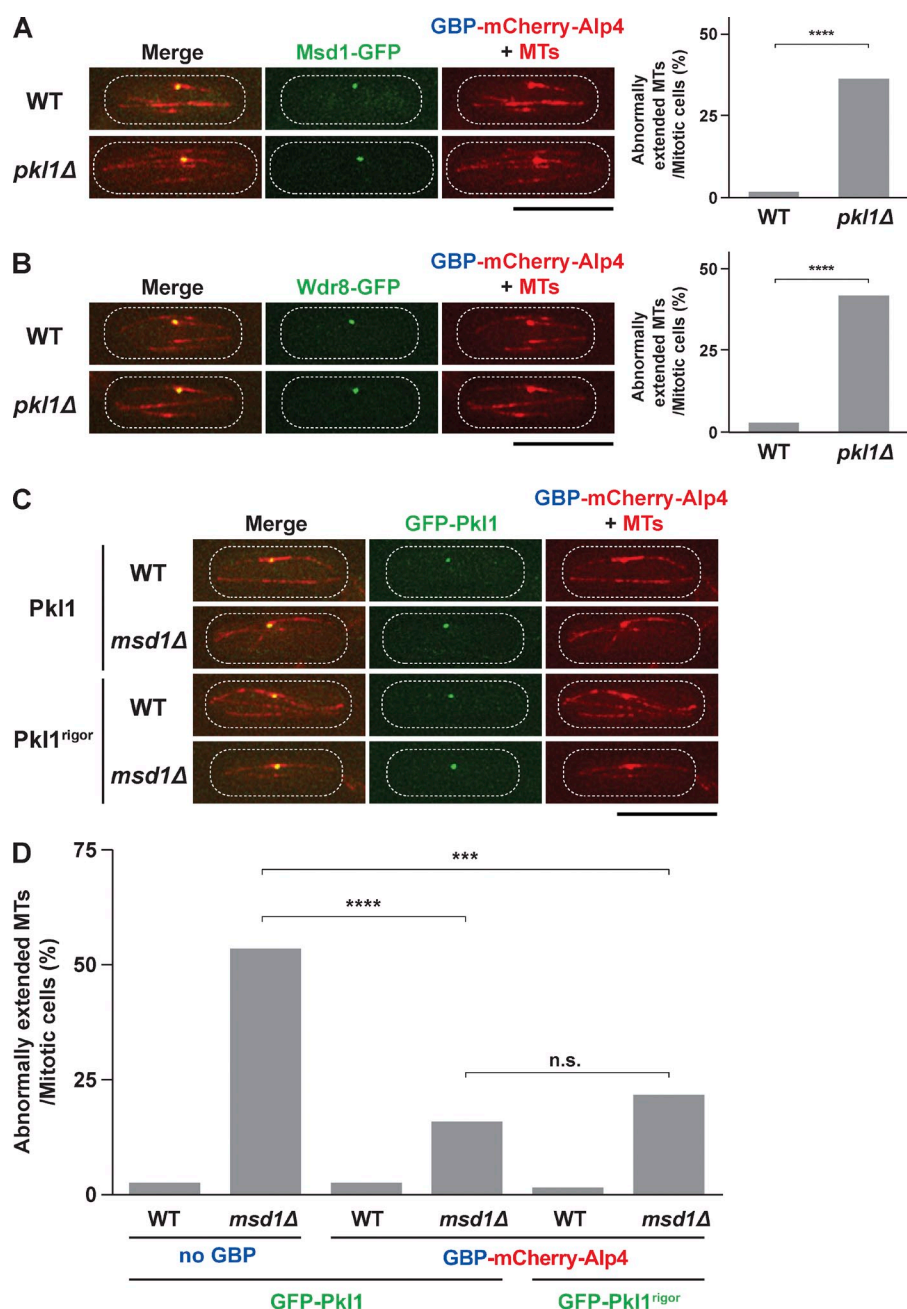 A
Merge
Msd1-GFP
GBP-mCherry-Alp4
+ MTs
WT
pkl1Δ
Abnormally extended MTs
/Mitotic cells (%)
50
25
0
****
WT
pkl1Δ
B
Merge
Wdr8-GFP
GBP-mCherry-Alp4
+ MTs
WT
pkl1Δ
Abnormally extended MTs
/Mitotic cells (%)
50
25
0
****
WT
pkl1Δ
C
Merge
GFP-Pkl1
GBP-mCherry-Alp4
+ MTs
Pkl1
WT
msd1Δ
Pkl1rigor
WT
msd1Δ
D
Abnormally extended MTs
/Mitotic cells (%)
75
50
25
0
***
****
n.s.
WT
msd1Δ
WT
msd1Δ
WT
msd1Δ
no GBP
GBP-mCherry-Alp4
GFP-Pkl1
GFP-Pkl1rigor